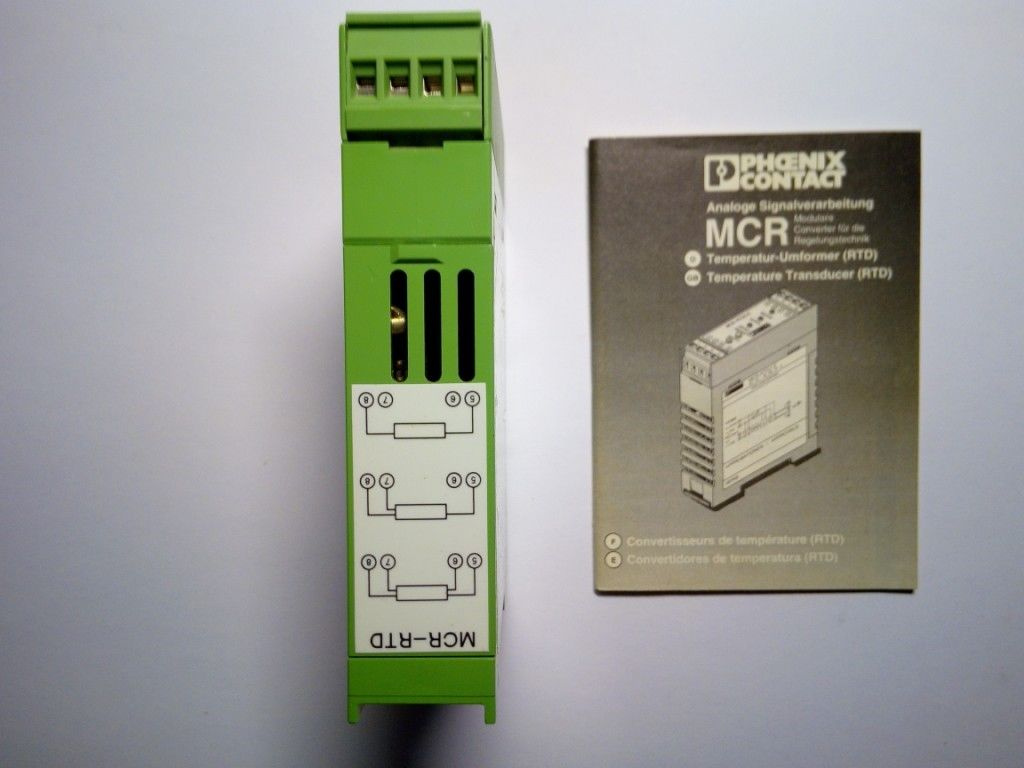 8 7 6 5
8 7 6 5
8 7 6 5
MCR-RTD
PHŒNIX
CONTACT
Analoge Signalverarbeitung
MCR
Modulare
Converter für die
Regelungstechnik
D Temperatur-Umformer (RTD)
GB Temperature Transducer (RTD)
F Convertisseurs de température (RTD)
E Convertidores de temperatura (RTD)